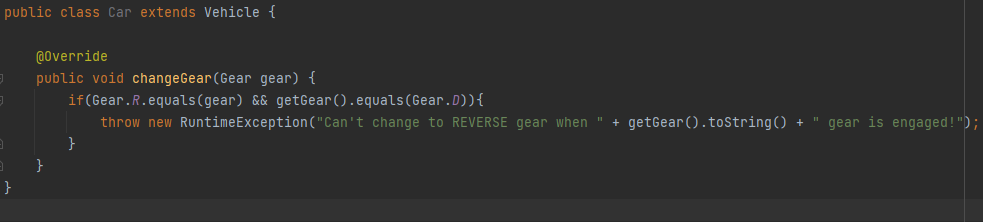 public class Car extends Vehicle {
@Override
public void changeGear(Gear gear) {
if(Gear.R.equals(gear) && getGear().equals(Gear.D)){
throw new RuntimeException("Can't change to REVERSE gear when " + getGear().toString() + " gear is engaged!");
}
}
}